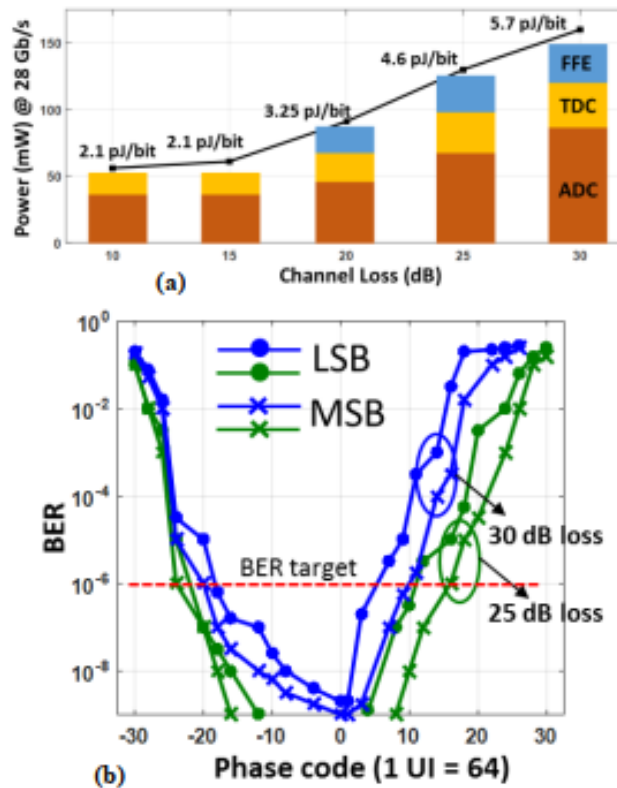 Power (mW) @ 28 Gb/s
150
100
50
0
2.1 pJ/bit
2.1 pJ/bit
3.25 pJ/bit
4.6 pJ/bit
5.7 pJ/bit
FFE
TDC
ADC
10 15 20 25 30
Channel Loss (dB)
(a)
BER
10^0
10^-2
10^-4
10^-6
10^-8
LSB
MSB
BER target
30 dB loss
25 dB loss
-30 -20 -10 0 10 20 30
Phase code (1 UI = 64)
(b)